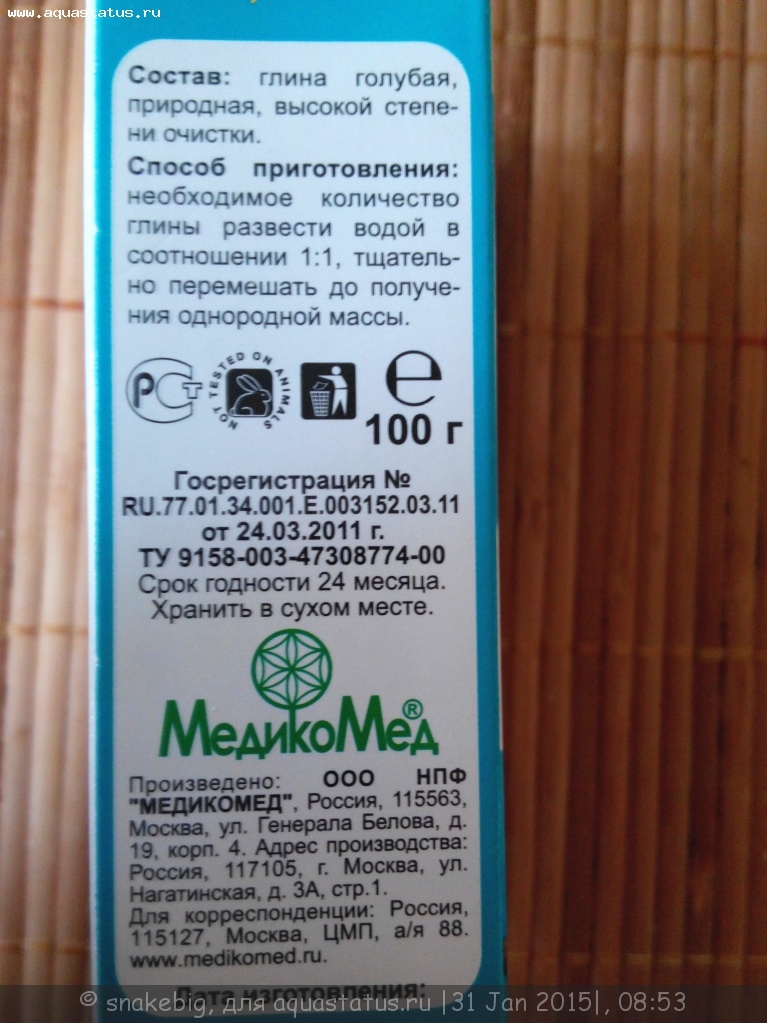 www.aquastatus.ru
Состав: глина голубая,
природная, высокой степе-
ни очистки.
Способ приготовления:
необходимое количество
глины развести водой в
соотношении 1:1, тщатель-
но перемешать до получе-
ния однородной массы.
РСТ
NOT TESTED ON ANIMALS
℮
100 г
Госрегистрация №
RU.77.01.34.001.E.003152.03.11
от 24.03.2011 г.
ТУ 9158-003-47308774-00
Срок годности 24 месяца.
Хранить в сухом месте.
МедикоМед®
Произведено: ООО НПФ
"МЕДИКОМЕД", Россия, 115563,
Москва, ул. Генерала Белова, д.
19, корп. 4. Адрес производства:
Россия, 117105, г. Москва, ул.
Нагатинская, д. 3А, стр.1.
Для корреспонденции: Россия,
115127, Москва, ЦМП, а/я 88.
www.medikomed.ru.
Дата изготовления:
© snakebig, для aquastatus.ru |31 Jan 2015|, 08:53